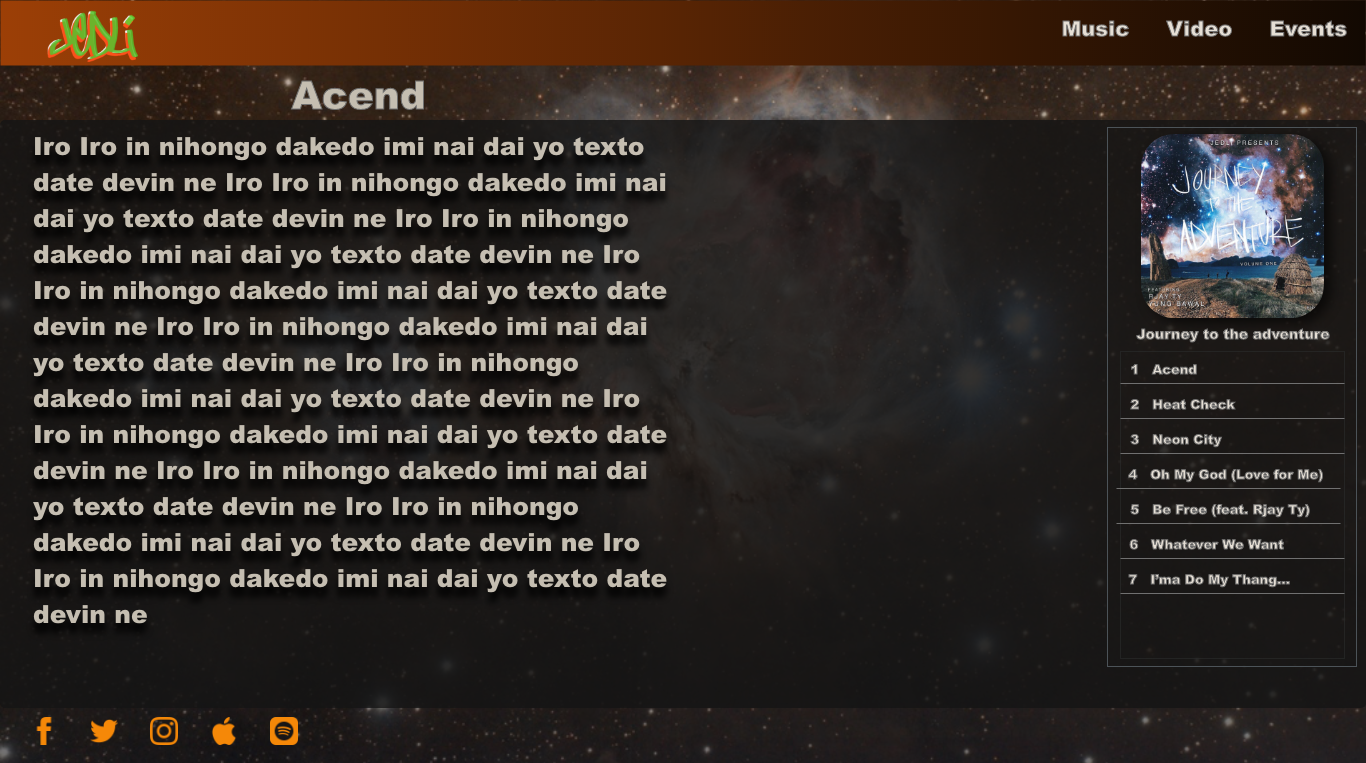 JEDLi
Music Video Events
Acend
Iro Iro in nihongo dakedo imi nai dai yo texto
date devin ne Iro Iro in nihongo dakedo imi nai
dai yo texto date devin ne Iro Iro in nihongo
dakedo imi nai dai yo texto date devin ne Iro
Iro in nihongo dakedo imi nai dai yo texto date
devin ne Iro Iro in nihongo dakedo imi nai dai
yo texto date devin ne Iro Iro in nihongo
dakedo imi nai dai yo texto date devin ne Iro
Iro in nihongo dakedo imi nai dai yo texto date
devin ne Iro Iro in nihongo dakedo imi nai dai
yo texto date devin ne Iro Iro in nihongo
dakedo imi nai dai yo texto date devin ne Iro
Iro in nihongo dakedo imi nai dai yo texto date
devin ne
JEDLI PRESENTS
JOURNEY
TO THE
ADVENTURE
VOLUME ONE
FEATURING
RJAY TY
YUNG BAWAL
Journey to the adventure
1 Acend
2 Heat Check
3 Neon City
4 Oh My God (Love for Me)
5 Be Free (feat. Rjay Ty)
6 Whatever We Want
7 I'ma Do My Thang...